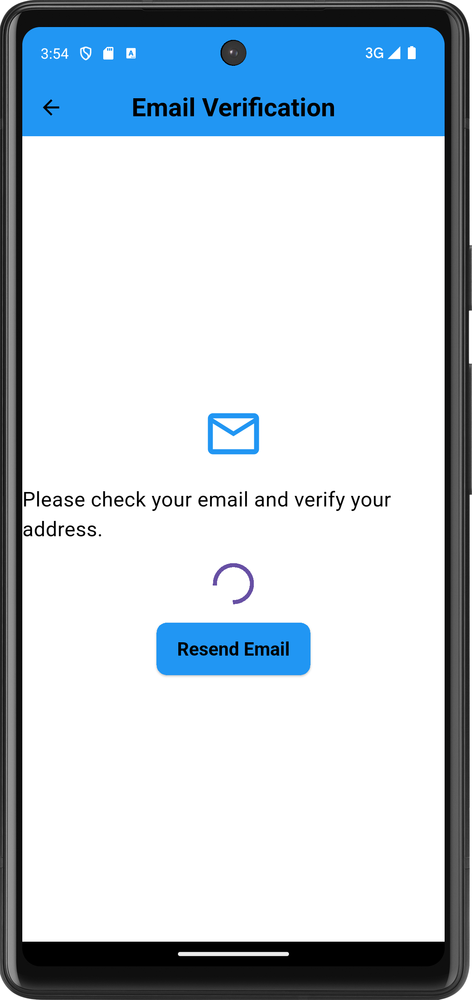 3:54 A 3G
Email Verification
Please check your email and verify your
address.
Resend Email